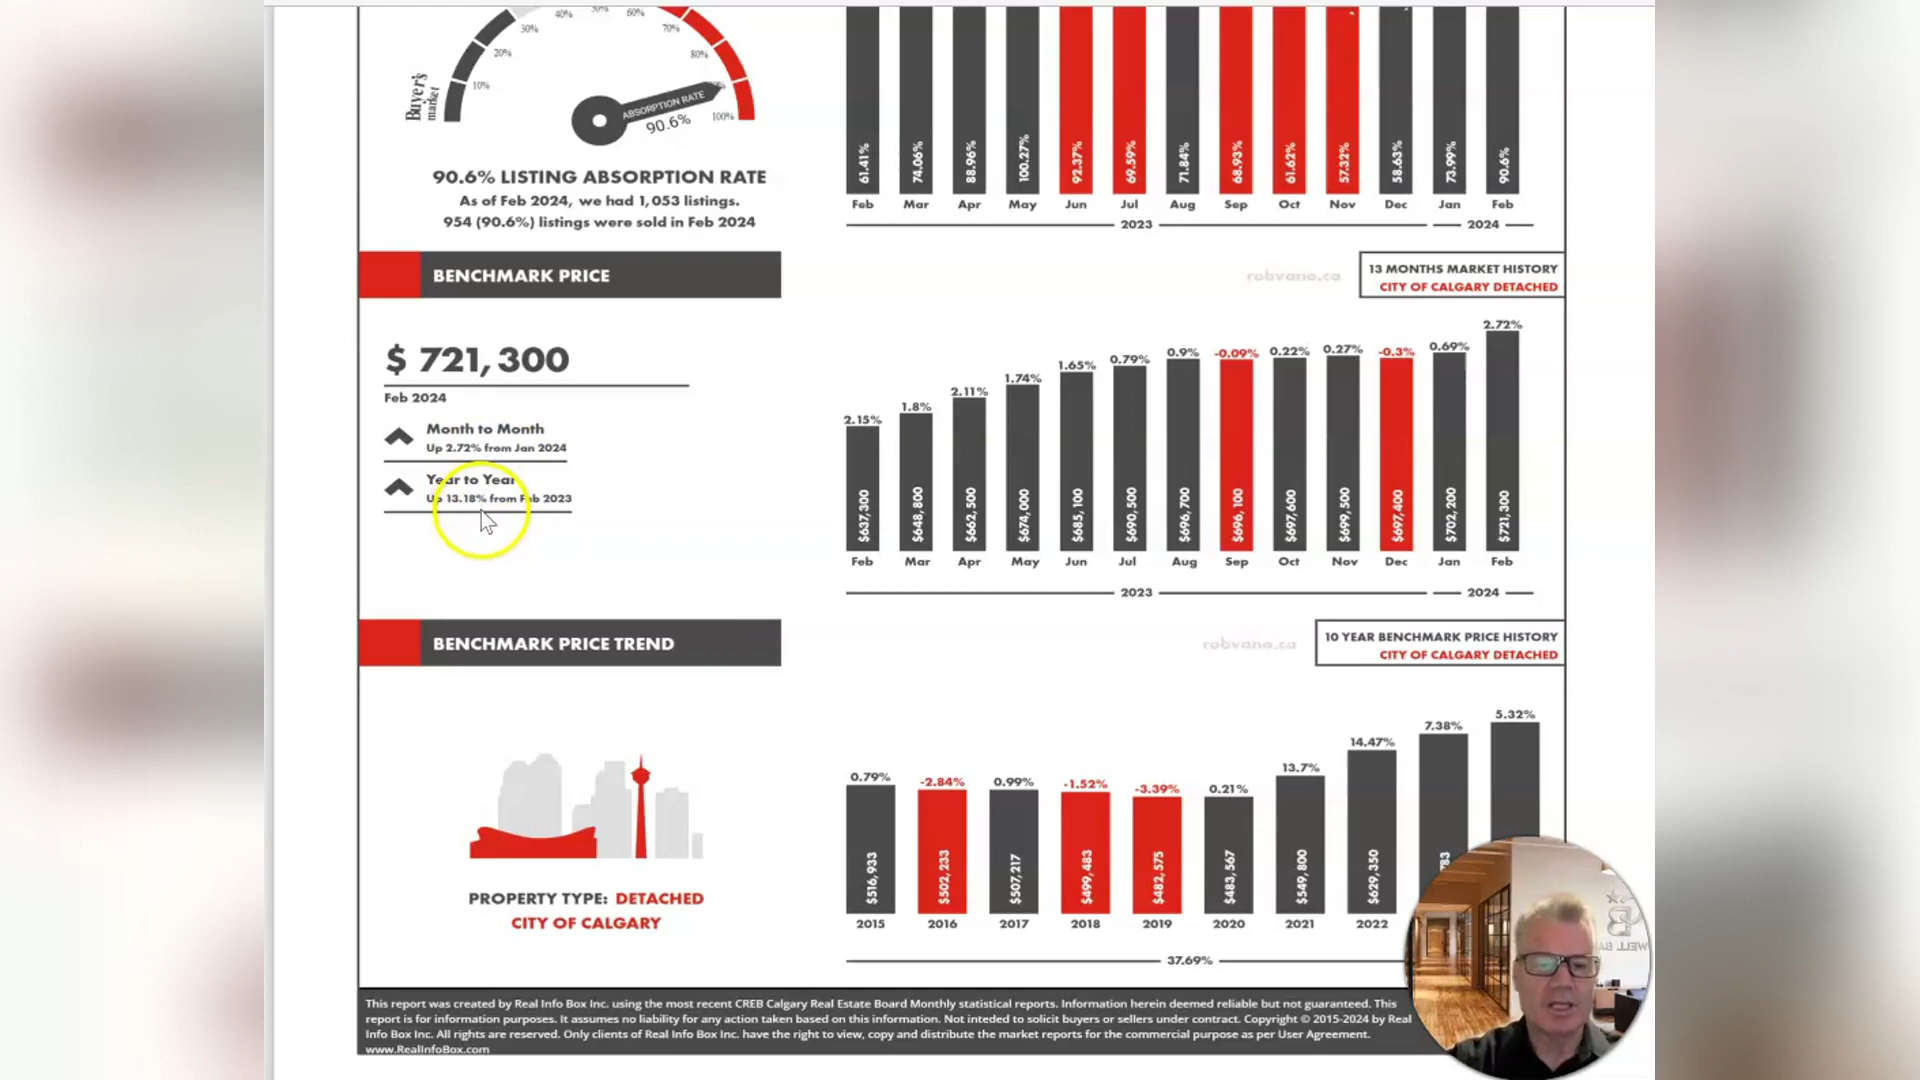 Buyer's
market
10%
20%
30%
40%
50%
60%
70%
80%
100%
ABSORPTION RATE
90.6%
90.6% LISTING ABSORPTION RATE
As of Feb 2024, we had 1,053 listings.
954 (90.6%) listings were sold in Feb 2024
61.41% 74.06% 88.96% 100.27% 92.37% 69.59% 71.84% 68.93% 61.62% 57.32% 58.63% 73.99% 90.6%
Feb Mar Apr May Jun Jul Aug Sep Oct Nov Dec Jan Feb
2023 2024
BENCHMARK PRICE
robvane.ca
13 MONTHS MARKET HISTORY
CITY OF CALGARY DETACHED
$ 721,300
Feb 2024
Month to Month
Up 2.72% from Jan 2024
Year to Year
Up 13.18% from Feb 2023
2.15% 1.8% 2.11% 1.74% 1.65% 0.79% 0.9% -0.09% 0.22% 0.27% -0.3% 0.69% 2.72%
$637,300 $648,800 $662,500 $674,000 $685,100 $690,500 $696,700 $696,100 $697,600 $699,500 $697,400 $702,200 $721,300
Feb Mar Apr May Jun Jul Aug Sep Oct Nov Dec Jan Feb
2023 2024
BENCHMARK PRICE TREND
robvana.ca
10 YEAR BENCHMARK PRICE HISTORY
CITY OF CALGARY DETACHED
0.79% -2.84% 0.99% -1.52% -3.39% 0.21% 13.7% 14.47% 7.38% 5.32%
$516,933 $502,233 $507,217 $499,483 $482,575 $483,567 $549,800 $629,350
2015 2016 2017 2018 2019 2020 2021 2022
37.69%
PROPERTY TYPE: DETACHED
CITY OF CALGARY
This report was created by Real Info Box Inc. using the most recent CREB Calgary Real Estate Board Monthly statistical reports. Information herein deemed reliable but not guaranteed. This
report is for information purposes. It assumes no liability for any action taken based on this information. Not inteded to solicit buyers or sellers under contract. Copyright © 2015-2024 by Real
Info Box Inc. All rights are reserved. Only clients of Real Info Box Inc. have the right to view, copy and distribute the market reports for the commercial purpose as per User Agreement.
www.RealInfoBox.com